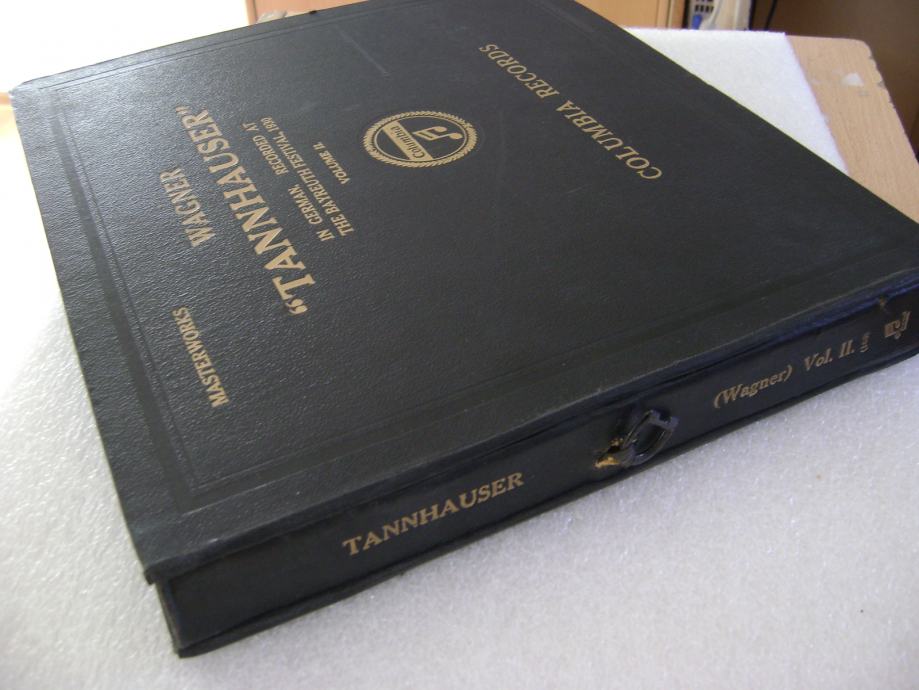 MASTERWORKS
WAGNER
"TANNHAUSER"
IN GERMAN, RECORDED AT
THE BAYREUTH FESTIVAL, 1930
VOLUME II.
Columbia
COLUMBIA RECORDS
TANNHAUSER
(Wagner) Vol. II.